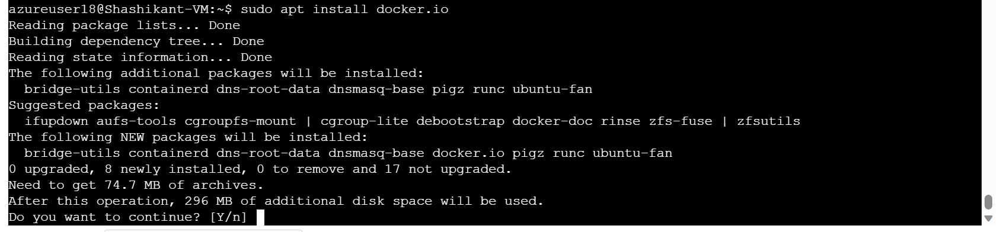 azureuser18@Shashikant-VM:~$ sudo apt install docker.io
Reading package lists... Done
Building dependency tree... Done
Reading state information... Done
The following additional packages will be installed:
  bridge-utils containerd dns-root-data dnsmasq-base pigz runc ubuntu-fan
Suggested packages:
  ifupdown aufs-tools cgroupfs-mount | cgroup-lite debootstrap docker-doc rinse zfs-fuse | zfsutils
The following NEW packages will be installed:
  bridge-utils containerd dns-root-data dnsmasq-base docker.io pigz runc ubuntu-fan
0 upgraded, 8 newly installed, 0 to remove and 17 not upgraded.
Need to get 74.7 MB of archives.
After this operation, 296 MB of additional disk space will be used.
Do you want to continue? [Y/n]